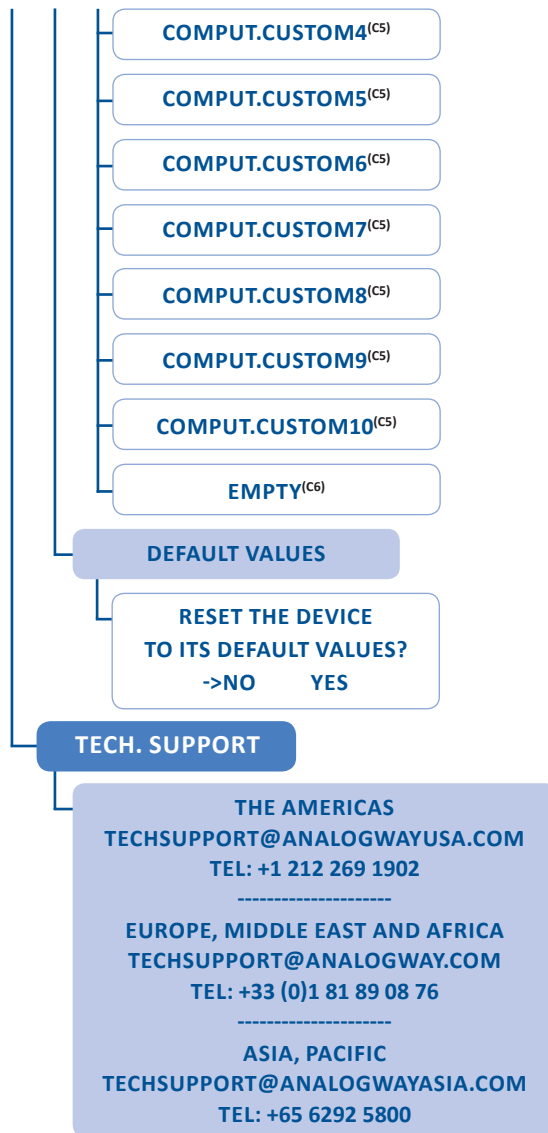 COMPUT.CUSTOM4(C5)
COMPUT.CUSTOM5(C5)
COMPUT.CUSTOM6(C5)
COMPUT.CUSTOM7(C5)
COMPUT.CUSTOM8(C5)
COMPUT.CUSTOM9(C5)
COMPUT.CUSTOM10(C5)
EMPTY(C6)
DEFAULT VALUES
RESET THE DEVICE
TO ITS DEFAULT VALUES?
->NO YES
TECH. SUPPORT
THE AMERICAS
TECHSUPPORT@ANALOGWAYUSA.COM
TEL: +1 212 269 1902
---------------------
EUROPE, MIDDLE EAST AND AFRICA
TECHSUPPORT@ANALOGWAY.COM
TEL: +33 (0)1 81 89 08 76
---------------------
ASIA, PACIFIC
TECHSUPPORT@ANALOGWAYASIA.COM
TEL: +65 6292 5800